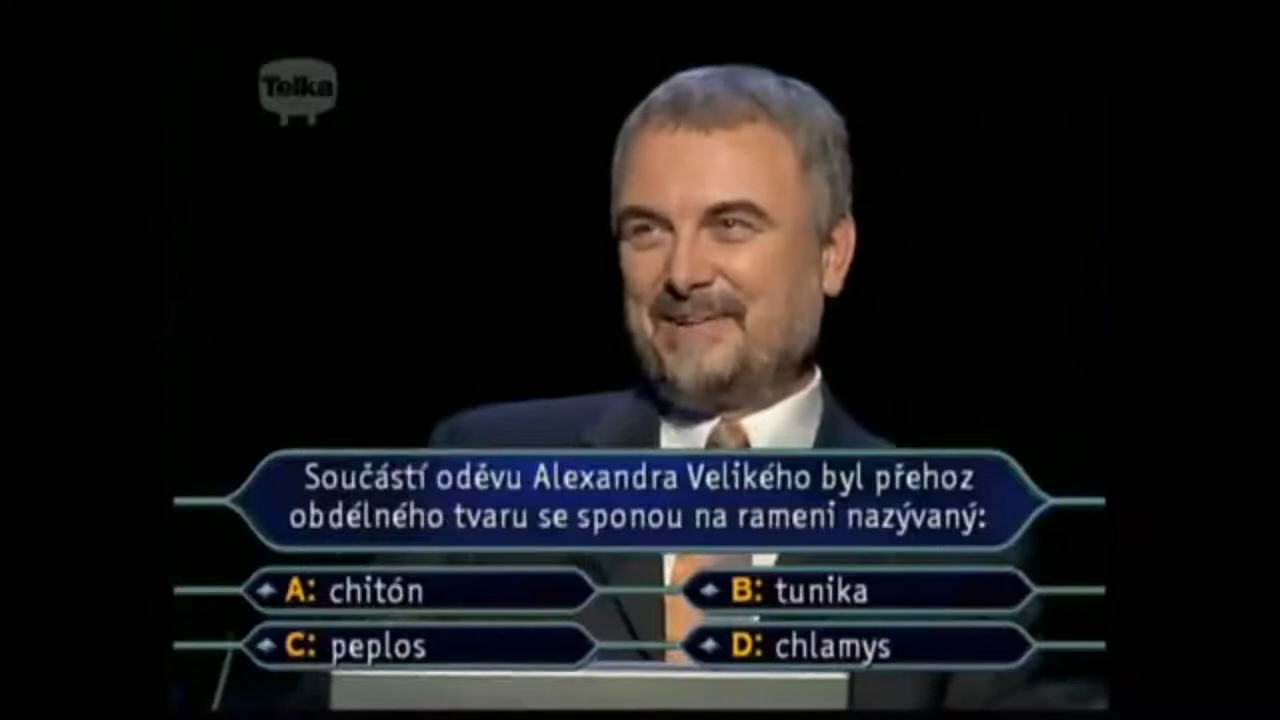 Telka
Součástí oděvu Alexandra Velikého byl přehoz
obdélného tvaru se sponou na rameni nazývaný:
A: chitón
B: tunika
C: peplos
D: chlamys